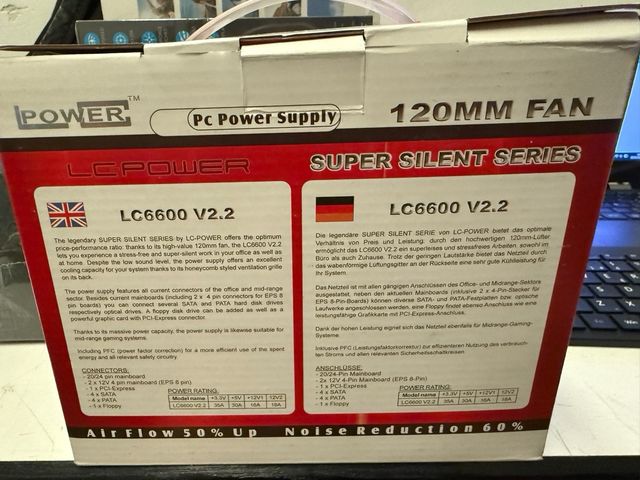 LPOWER™
Pc Power Supply
120MM FAN
LC POWER
SUPER SILENT SERIES
LC6600 V2.2
The legendary SUPER SILENT SERIES by LC-POWER offers the optimum
price-performance ratio: thanks to its high-value 120mm fan, the LC6600 V2.2
lets you experience a stress-free and super-silent work in your office as well as
at home. Despite the low sound level, the power supply offers an excellent
cooling capacity for your system thanks to its honeycomb styled ventilation grille
on its back.
The power supply features all current connectors of the office and mid-range
sector. Besides current mainboards (including 2 x 4 pin connectors for EPS 8
pin boards) you can connect several SATA and PATA hard disk drives
respectively optical drives. A floppy disk drive can be added as well as a
powerful graphic card with PCI-Express connector.
Thanks to its massive power capacity, the power supply is likewise suitable for
mid-range gaming systems.
Including PFC (power factor correction) for a more efficient use of the spent
energy and all relevant safety circuitry.
CONNECTORS:
- 20/24 pin mainboard
- 2x 12V 4 pin mainboard (EPS 8 pin)
- 1 x PCI-Express
- 4 x SATA
- 4 x PATA
- 1 x Floppy
POWER RATING:
Model name +3.3V +5V +12V1 12V2
LC6600 V2.2 35A 30A 16A 18A
LC6600 V2.2
Die legendäre SUPER SILENT SERIE von LC-POWER bietet das optimale
Verhältnis von Preis und Leistung: durch den hochwertigen 120mm-Lüfter
ermöglicht das LC6600 V2.2 ein superleises und stressfreies Arbeiten, sowohl im
Büro als auch Zuhause. Trotz der geringen Lautstärke bietet das Netzteil durch
das wabenförmige Lüftungsgitter an der Rückseite eine sehr gute Kühlleistung für
Ihr System.
Das Netzteil ist mit allen gängigen Anschlüssen des Office- und Midrange-Sektors
ausgestattet, neben den aktuellen Mainboards (inklusive 2 x 4-Pin-Stecker für
EPS 8-Pin-Boards) können diverse SATA- und PATA-Festplatten bzw. optische
Laufwerke angeschlossen werden, eine Floppy findet ebenso Anschluss wie eine
leistungsfähige Grafikkarte mit PCI-Express-Anschluss.
Dank der hohen Leistung eignet sich das Netzteil ebenfalls für Midrange-Gaming-
Systeme.
Inklusive PFC (Leistungsfaktorkorrektur) zur effizienteren Nutzung des verbrauch-
ten Stroms und allen relevanten Sicherheitsschaltkreisen
ANSCHLÜSSE:
- 20/24-Pin Mainboard
- 2x 12V 4-Pin Mainboard (EPS 8-Pin)
- 1 x PCI-Express
- 4 x SATA
- 4 x PATA
- 1 x Floppy
POWER RATING:
Model name +3.3V +5V +12V1 12V2
LC6600 V2.2 35A 30A 16A 18A
Air Flow 50% Up Noise Reduction 60%